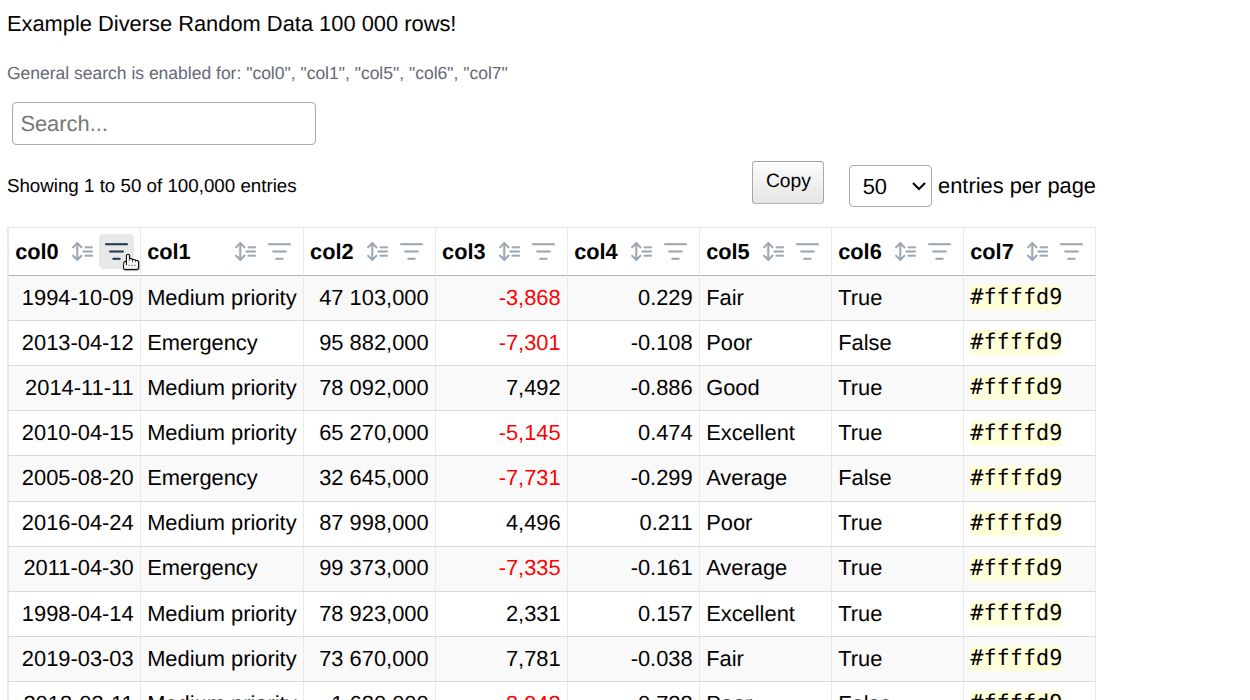 Example Diverse Random Data 100 000 rows!
General search is enabled for: "col0", "col1", "col5", "col6", "col7"
Search...
Showing 1 to 50 of 100,000 entries Copy 50 entries per page
col0 col1 col2 col3 col4 col5 col6 col7
1994-10-09 Medium priority 47 103,000 -3,868 0.229 Fair True #ffffd9
2013-04-12 Emergency 95 882,000 -7,301 -0.108 Poor False #ffffd9
2014-11-11 Medium priority 78 092,000 7,492 -0.886 Good True #ffffd9
2010-04-15 Medium priority 65 270,000 -5,145 0.474 Excellent True #ffffd9
2005-08-20 Emergency 32 645,000 -7,731 -0.299 Average False #ffffd9
2016-04-24 Medium priority 87 998,000 4,496 0.211 Poor True #ffffd9
2011-04-30 Emergency 99 373,000 -7,335 -0.161 Average True #ffffd9
1998-04-14 Medium priority 78 923,000 2,331 0.157 Excellent True #ffffd9
2019-03-03 Medium priority 73 670,000 7,781 -0.038 Fair True #ffffd9